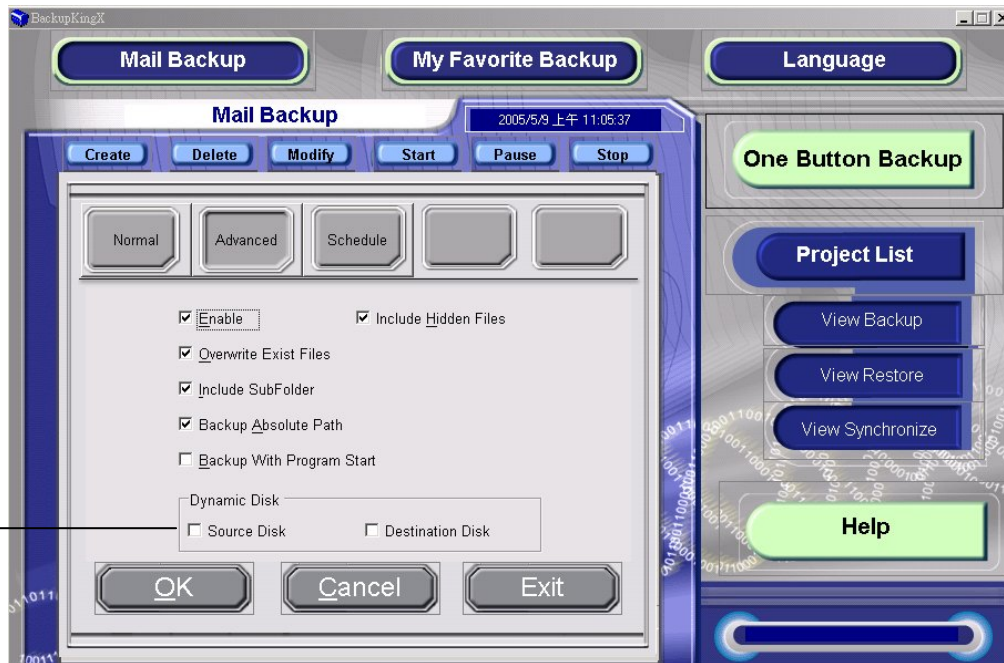 BackupKingX
Mail Backup
My Favorite Backup
Language
Mail Backup
2005/5/9 上午 11:05:37
Create
Delete
Modify
Start
Pause
Stop
One Button Backup
Normal
Advanced
Schedule
Project List
Enable
Include Hidden Files
View Backup
Overwrite Exist Files
View Restore
Include SubFolder
Backup Absolute Path
View Synchronize
Backup With Program Start
Dynamic Disk
Source Disk
Destination Disk
Help
OK
Cancel
Exit